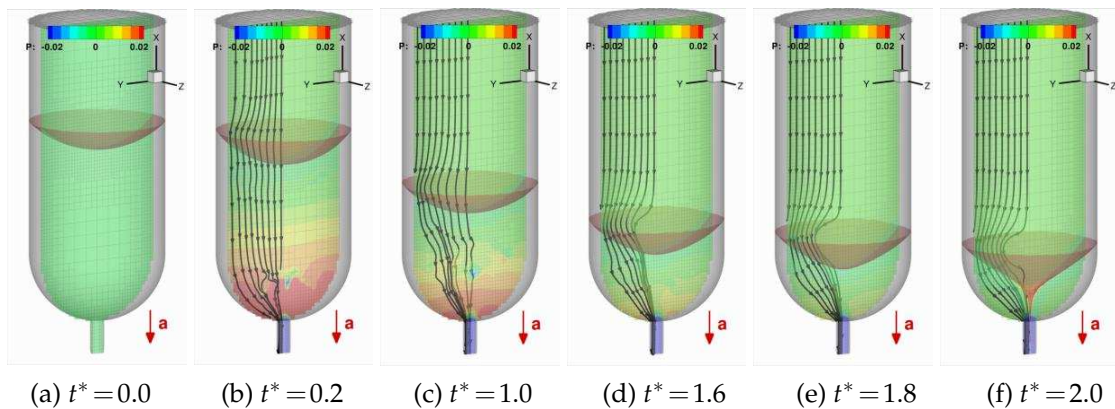 P: -0.02 0 0.02 X Y Z
P: -0.02 0 0.02 X Y Z
P: -0.02 0 0.02 X Y Z
P: -0.02 0 0.02 X Y Z
P: -0.02 0 0.02 X Y Z
P: -0.02 0 0.02 X Y Z
a a a a a a
(a) t* = 0.0 (b) t* = 0.2 (c) t* = 1.0 (d) t* = 1.6 (e) t* = 1.8 (f) t* = 2.0